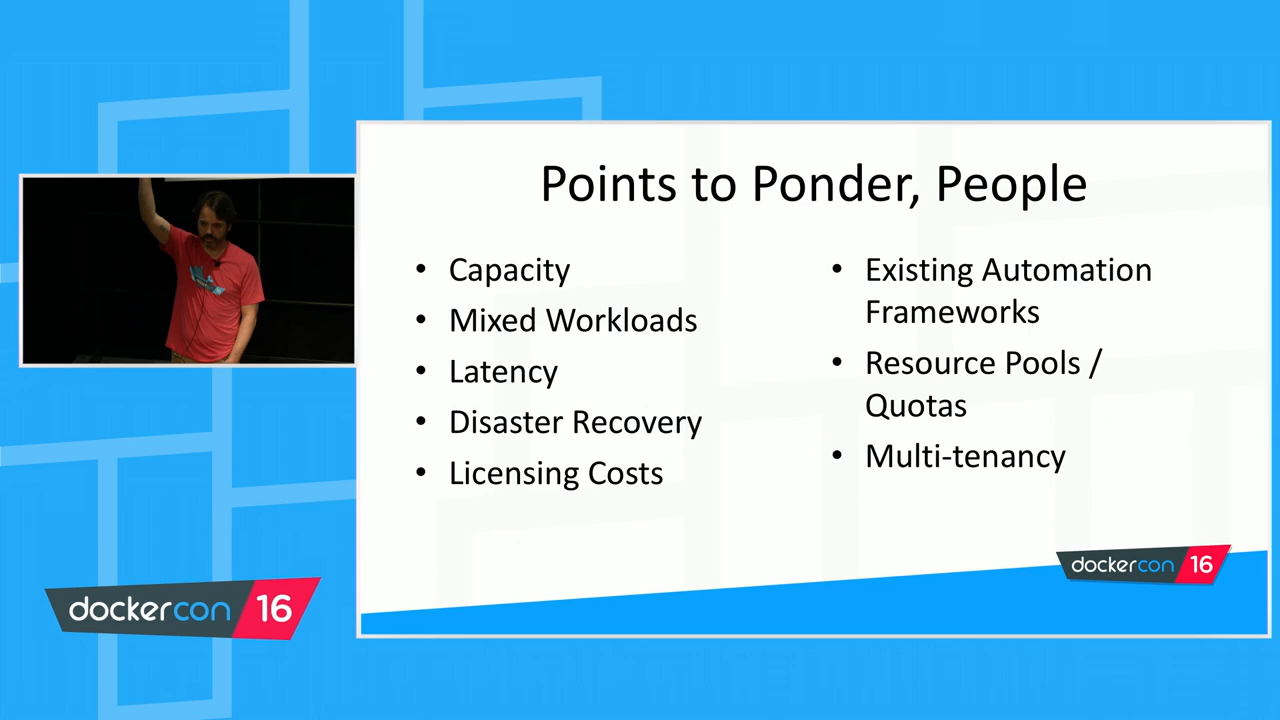 Points to Ponder, People
• Capacity
• Mixed Workloads
• Latency
• Disaster Recovery
• Licensing Costs
• Existing Automation
Frameworks
• Resource Pools /
Quotas
• Multi-tenancy
dockercon 16
dockercon 16